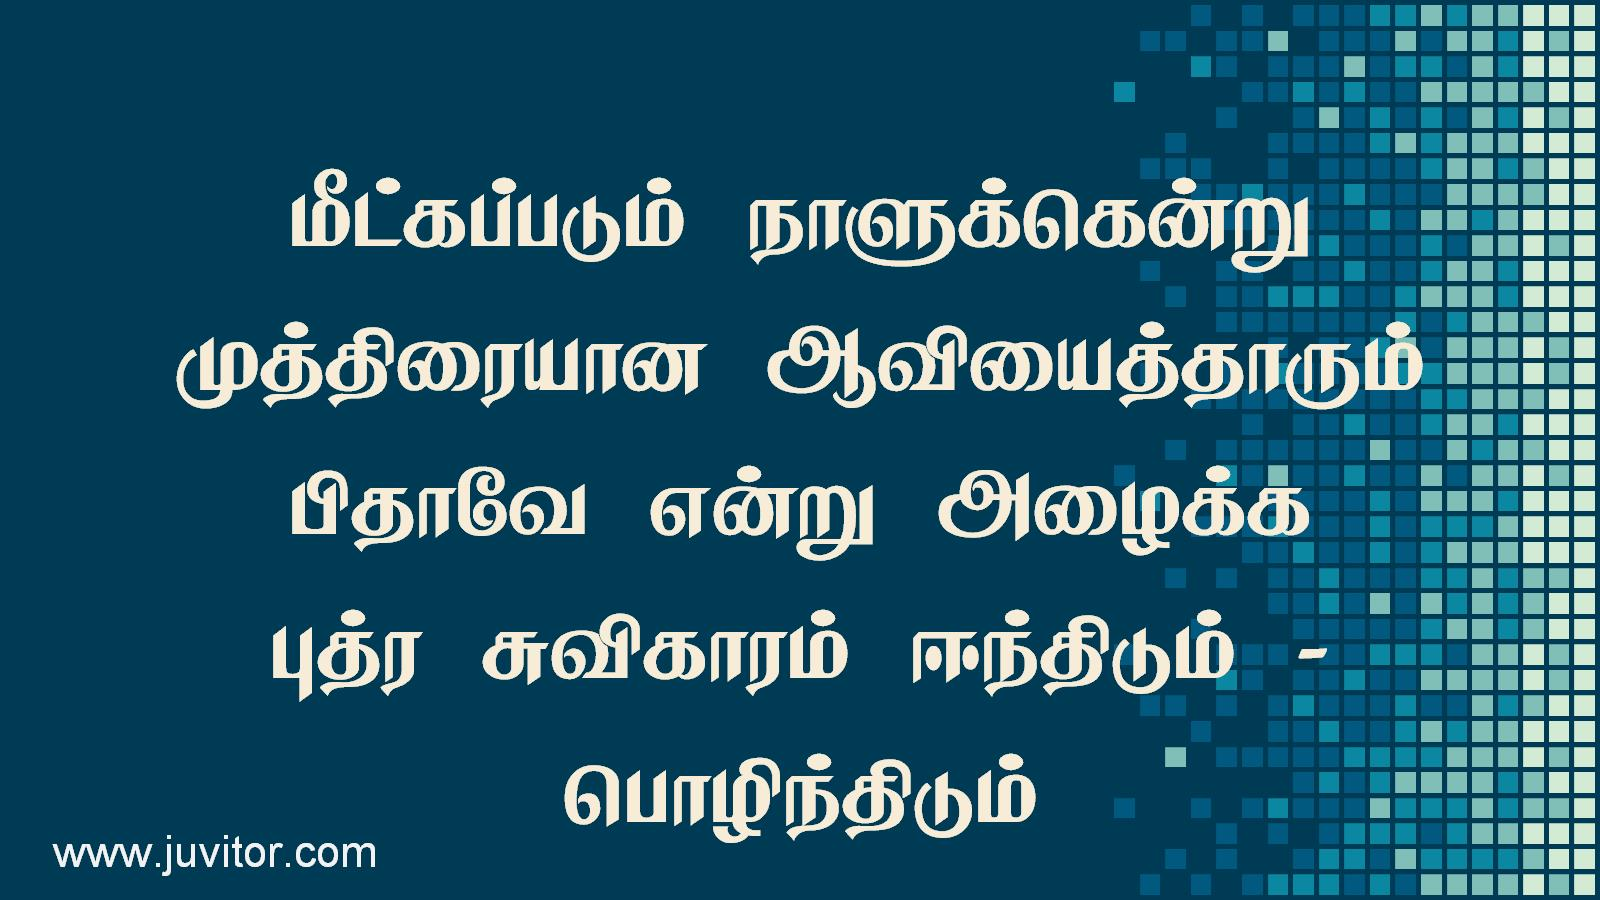 மீட்கப்படும் நாளுக்கென்று
முத்திரையான ஆவியைத்தாரும்
பிதாவே என்று அழைக்க
புத்ர சுவிகாரம் ஈந்திடும் -
பொழிந்திடும்
www.juvitor.com